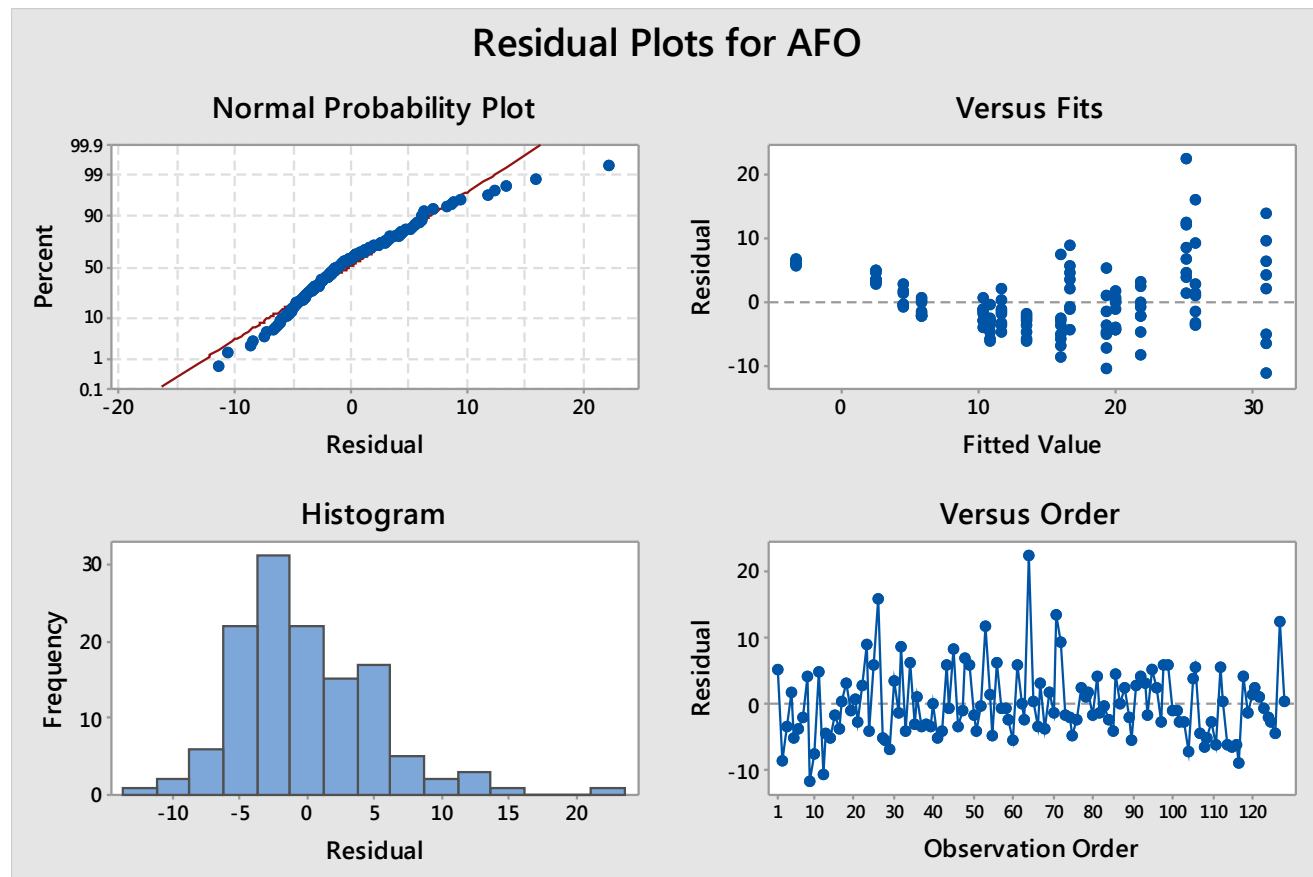 Residual Plots for AFO
Normal Probability Plot
99.9
99
90
50
10
1
0.1
Percent
-20 -10 0 10 20
Residual
Versus Fits
20
10
0
-10
Residual
0 10 20 30
Fitted Value
Histogram
30
20
10
0
Frequency
-10 -5 0 5 10 15 20
Residual
Versus Order
20
10
0
-10
Residual
1 10 20 30 40 50 60 70 80 90 100 110 120
Observation Order